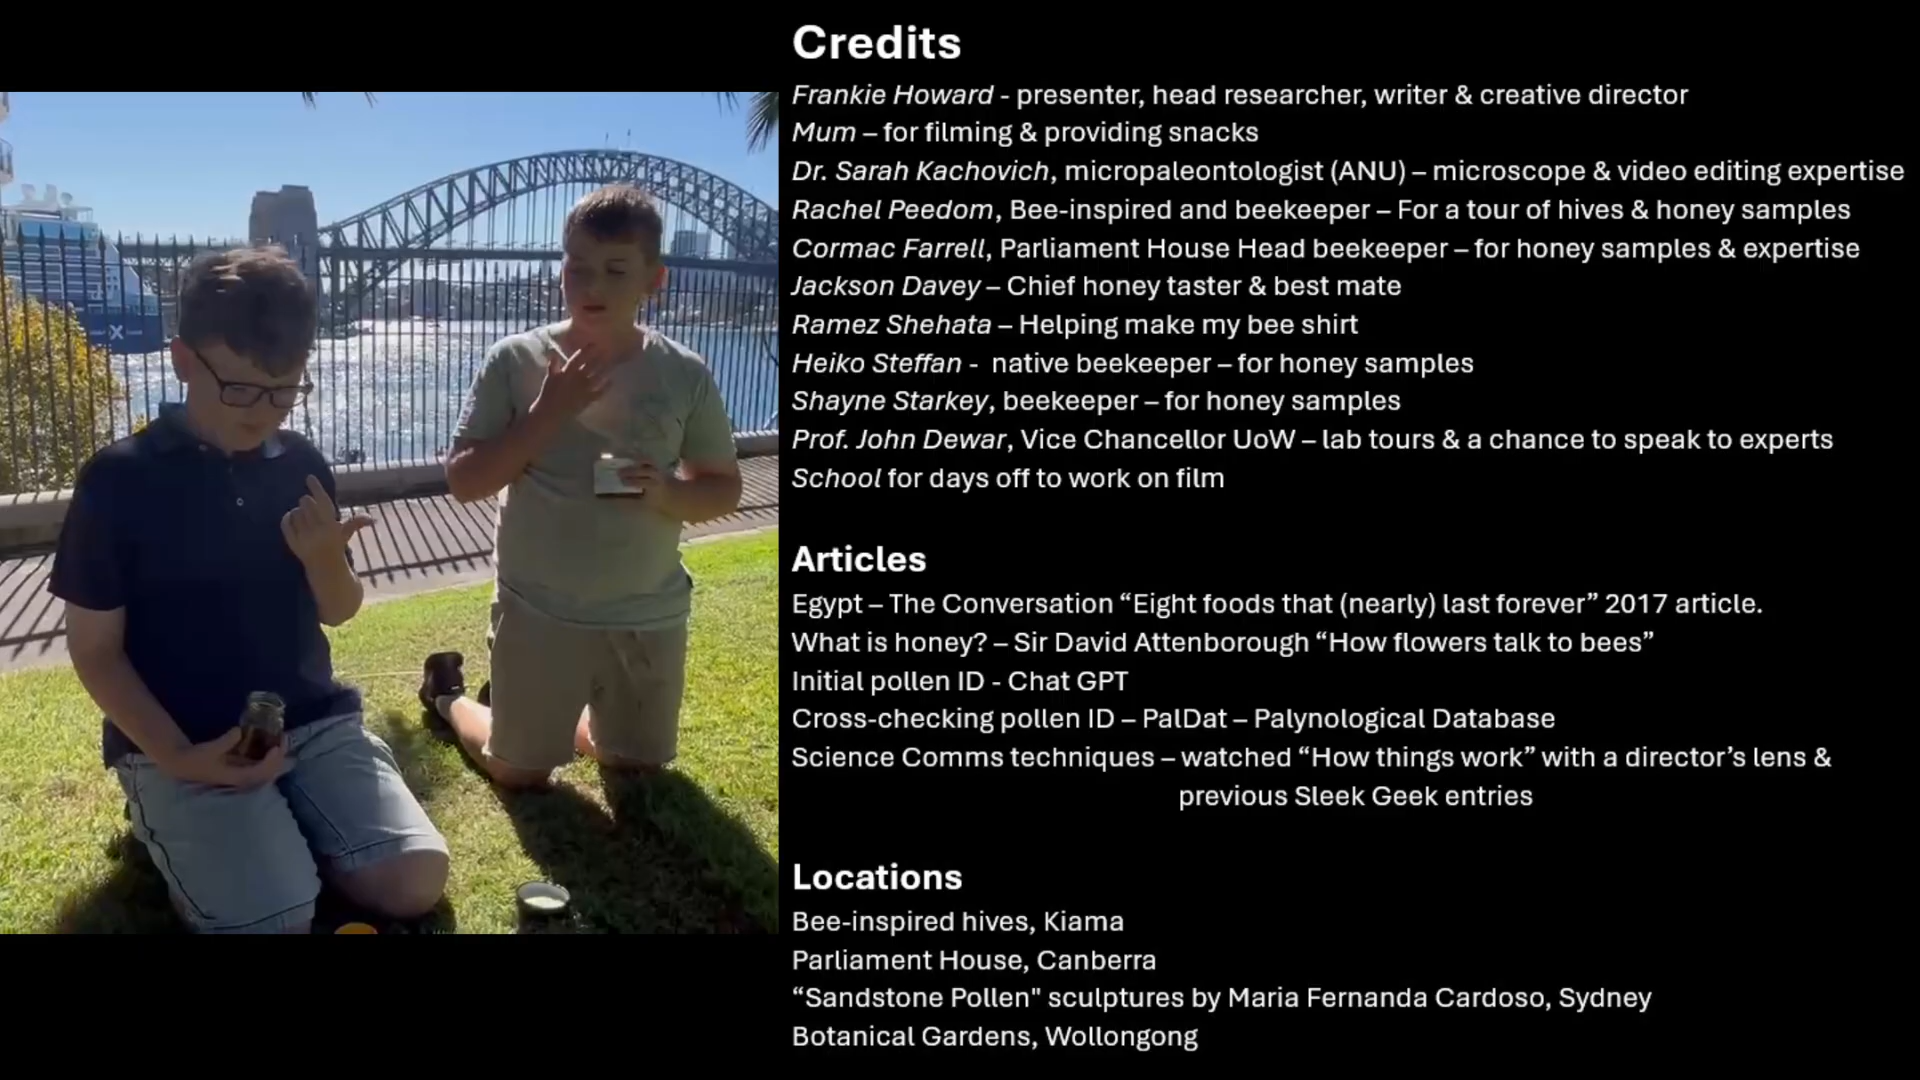 Credits
Frankie Howard - presenter, head researcher, writer & creative director
Mum – for filming & providing snacks
Dr. Sarah Kachovich, micropaleontologist (ANU) – microscope & video editing expertise
Rachel Peedom, Bee-inspired and beekeeper – For a tour of hives & honey samples
Cormac Farrell, Parliament House Head beekeeper – for honey samples & expertise
Jackson Davey – Chief honey taster & best mate
Ramez Shehata – Helping make my bee shirt
Heiko Steffan -  native beekeeper – for honey samples
Shayne Starkey, beekeeper – for honey samples
Prof. John Dewar, Vice Chancellor UoW – lab tours & a chance to speak to experts
School for days off to work on film
Articles
Egypt – The Conversation “Eight foods that (nearly) last forever” 2017 article.
What is honey? – Sir David Attenborough “How flowers talk to bees”
Initial pollen ID - Chat GPT
Cross-checking pollen ID – PalDat – Palynological Database
Science Comms techniques – watched “How things work” with a director’s lens &
previous Sleek Geek entries
Locations
Bee-inspired hives, Kiama
Parliament House, Canberra
“Sandstone Pollen" sculptures by Maria Fernanda Cardoso, Sydney
Botanical Gardens, Wollongong